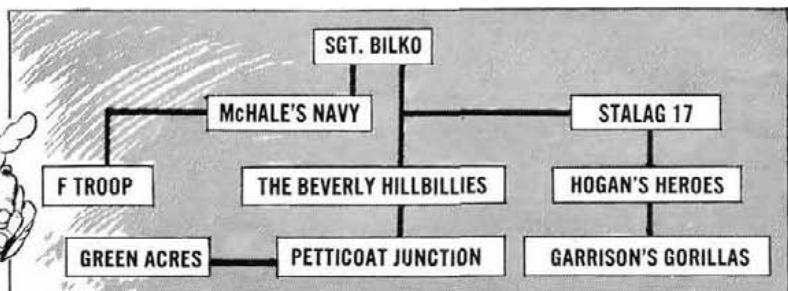 SGT. BILKO
McHALE'S NAVY
STALAG 17
F TROOP
THE BEVERLY HILLBILLIES
HOGAN'S HEROES
GREEN ACRES
PETTICOAT JUNCTION
GARRISON'S GORILLAS